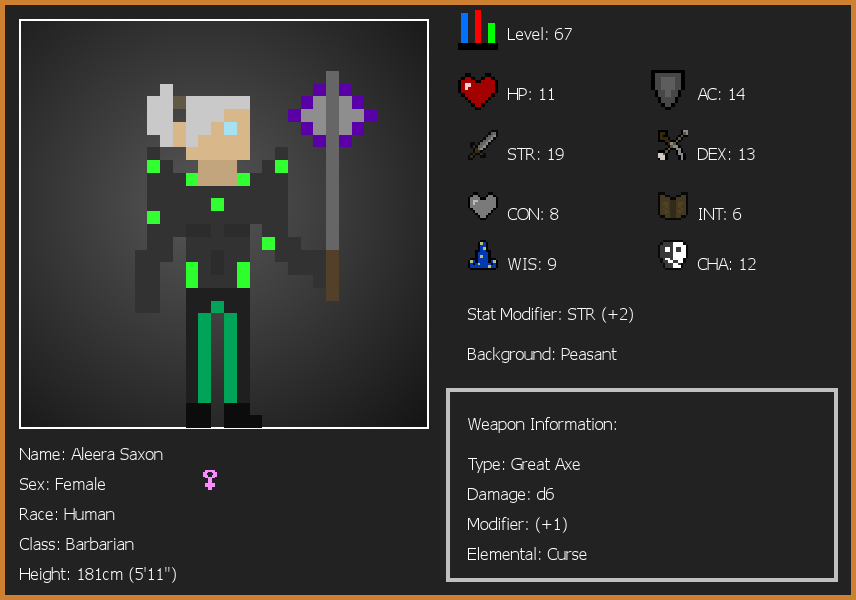 Level: 67
HP: 11
AC: 14
STR: 19
DEX: 13
CON: 8
INT: 6
WIS: 9
CHA: 12
Stat Modifier: STR (+2)
Background: Peasant
Weapon Information:
Type: Great Axe
Damage: d6
Modifier: (+1)
Elemental: Curse
Name: Aleera Saxon
Sex: Female
Race: Human
Class: Barbarian
Height: 181cm (5'11")